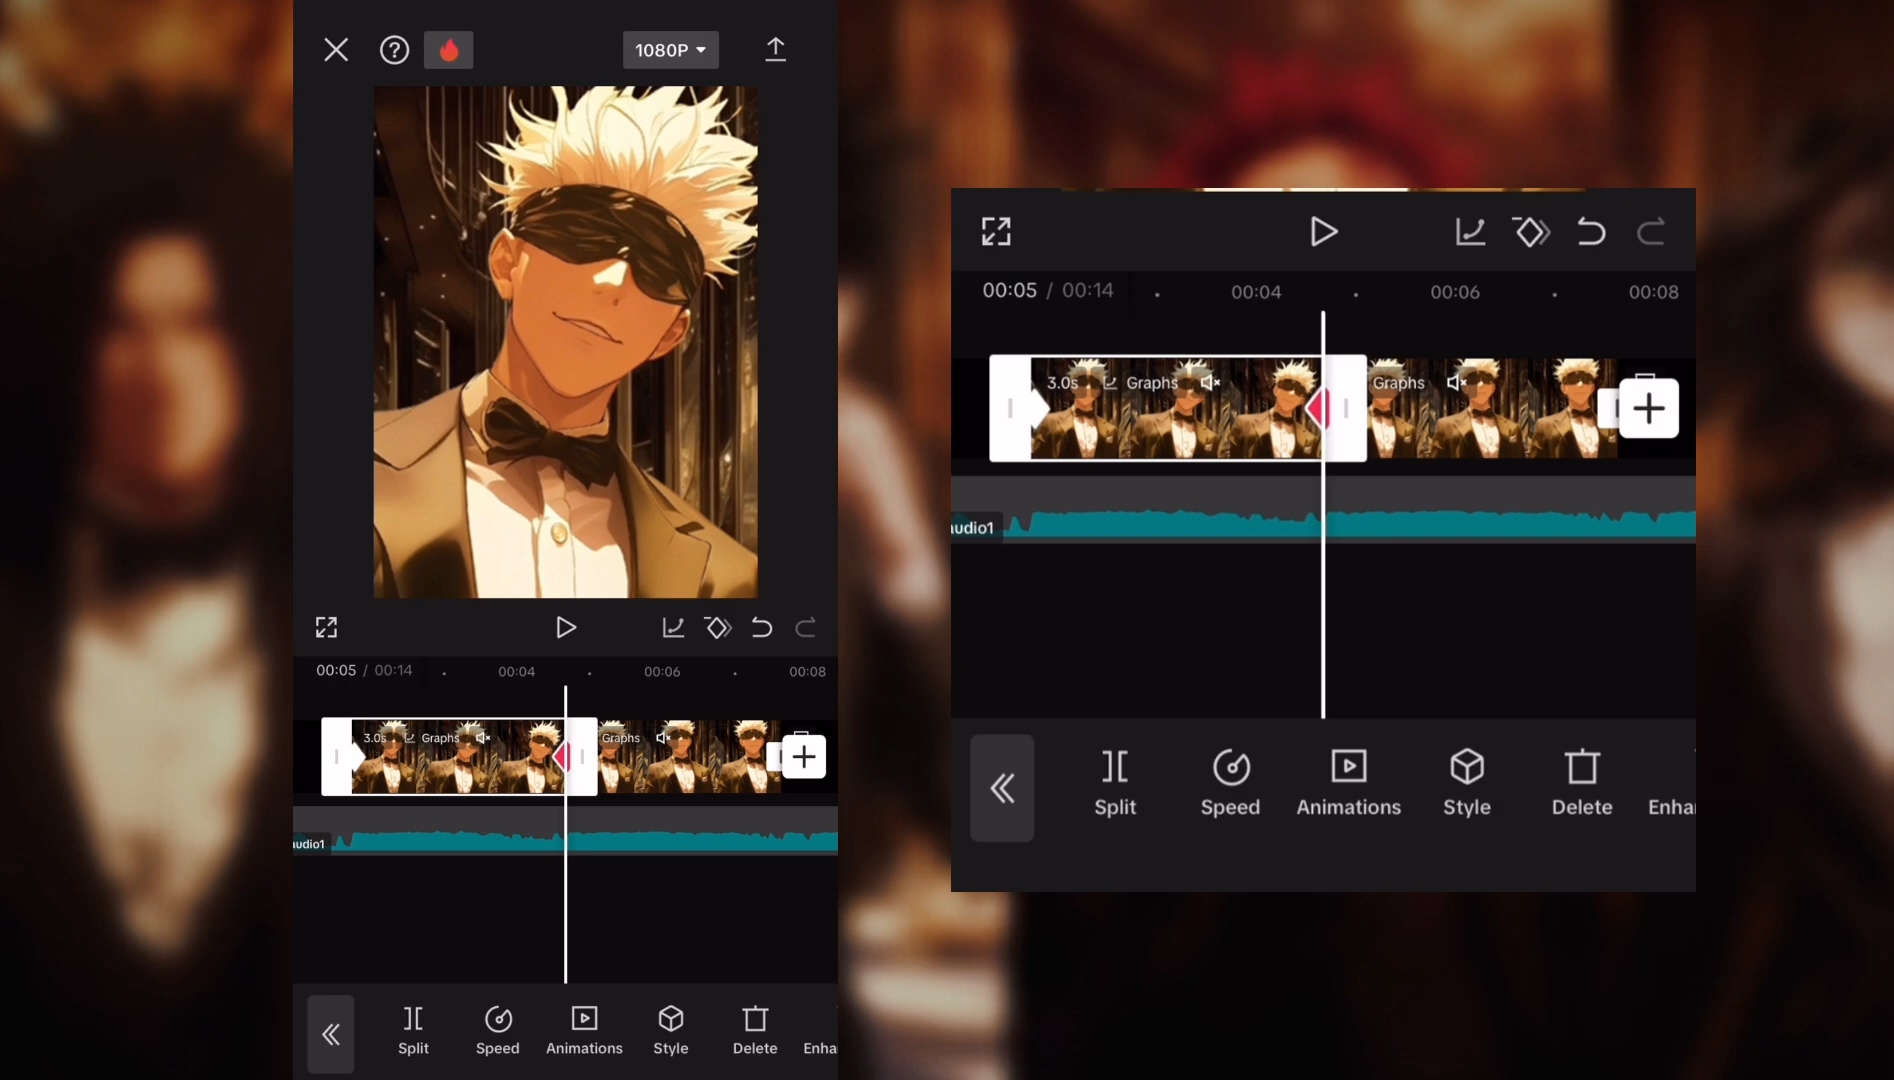 1080P
00:05 / 00:14
00:04
00:06
00:08
3.0s Graphs
Graphs
udio1
Split
Speed
Animations
Style
Delete
Enha
00:05 / 00:14
00:04
00:06
00:08
3.0s Graphs
Graphs
udio1
Split
Speed
Animations
Style
Delete
Enha